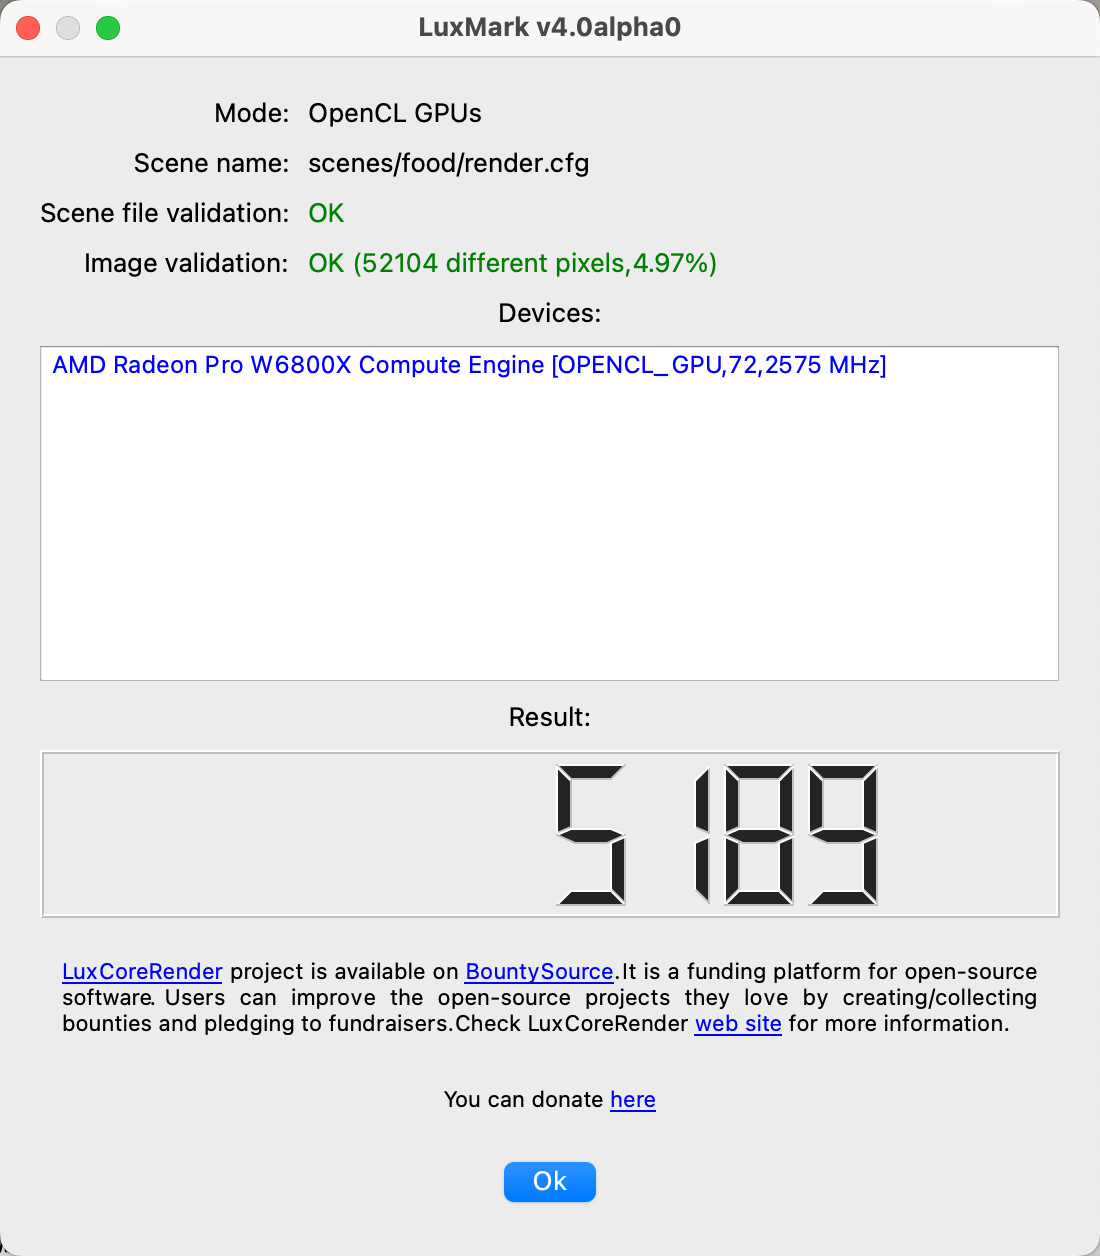 LuxMark v4.0alpha0
Mode: OpenCL GPUs
Scene name: scenes/food/render.cfg
Scene file validation: OK
Image validation: OK (52104 different pixels,4.97%)
Devices:
AMD Radeon Pro W6800X Compute Engine [OPENCL_GPU,72,2575 MHz]
Result:
5189
LuxCoreRender project is available on BountySource.It is a funding platform for open-source
software. Users can improve the open-source projects they love by creating/collecting
bounties and pledging to fundraisers.Check LuxCoreRender web site for more information.
You can donate here
Ok